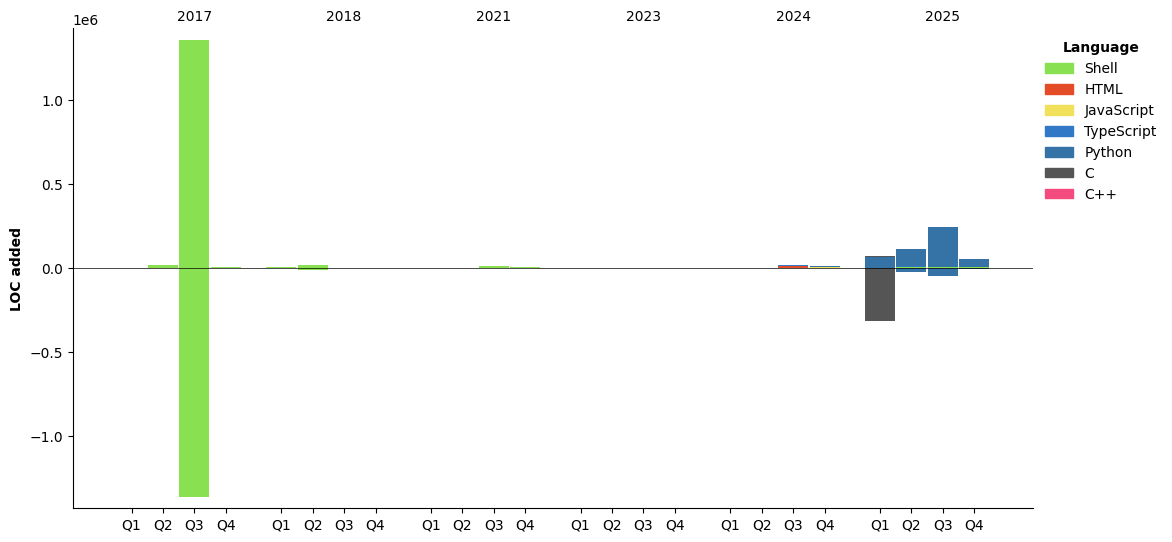 1e6
2017 2018 2021 2023 2024 2025
LOC added
1.0
0.5
0.0
−0.5
−1.0
Q1 Q2 Q3 Q4 Q1 Q2 Q3 Q4 Q1 Q2 Q3 Q4 Q1 Q2 Q3 Q4 Q1 Q2 Q3 Q4 Q1 Q2 Q3 Q4
Language
Shell
HTML
JavaScript
TypeScript
Python
C
C++